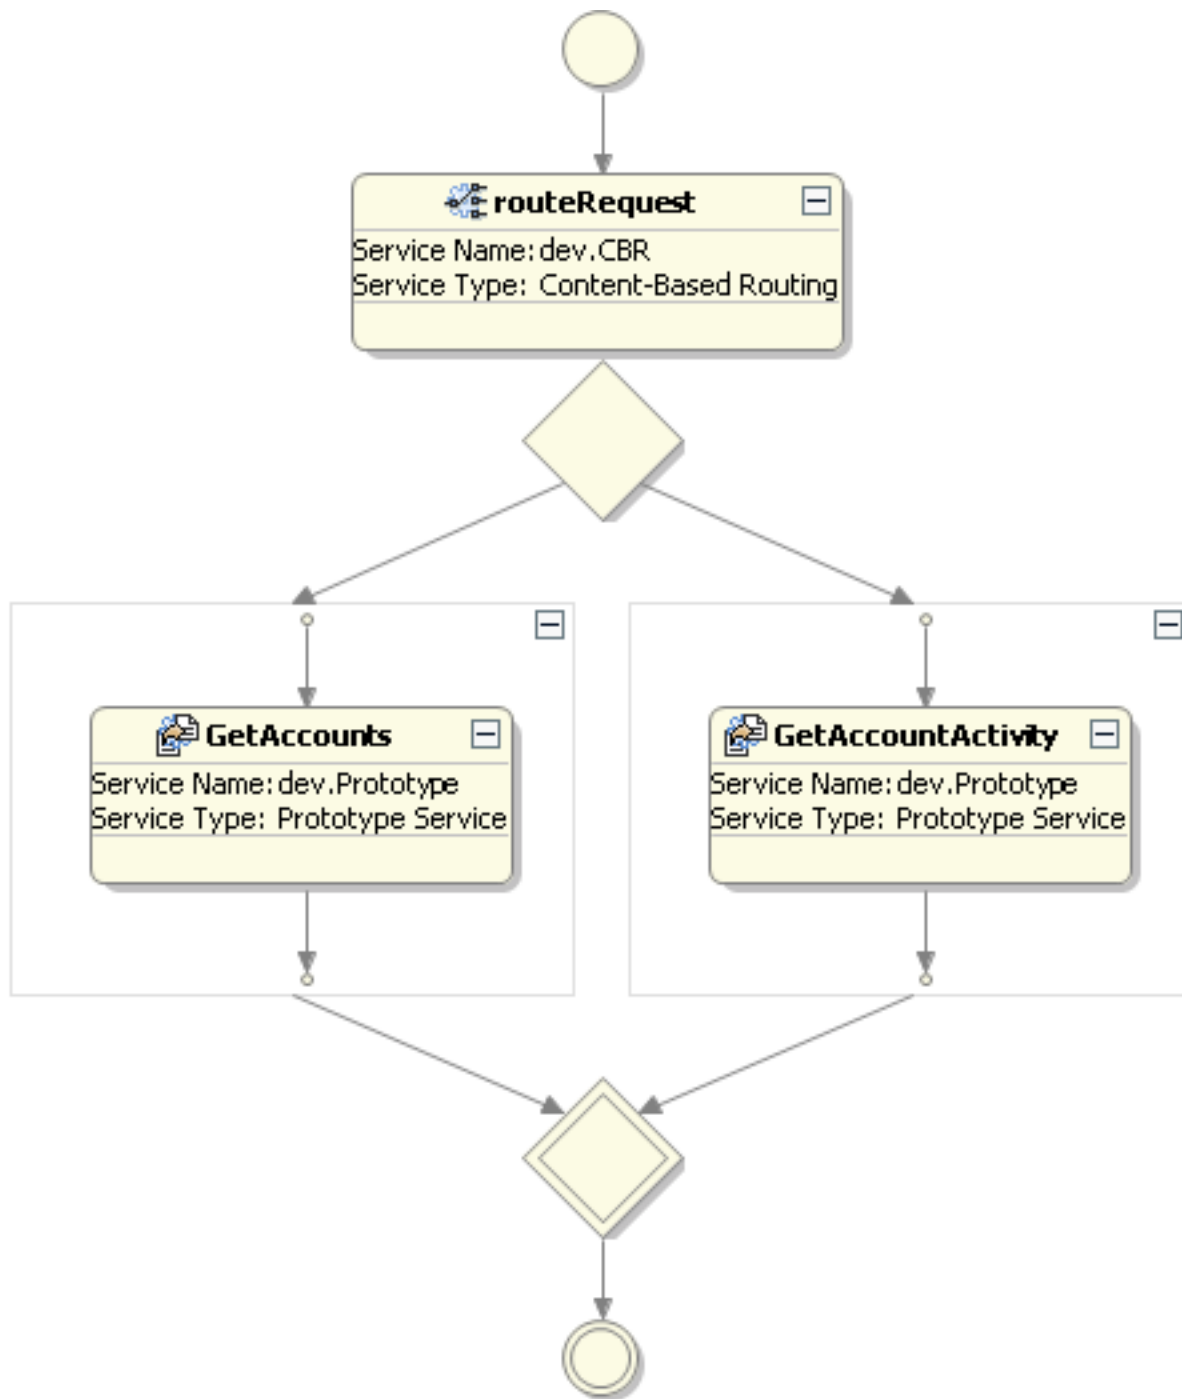 routeRequest
Service Name: dev.CBR
Service Type: Content-Based Routing
GetAccounts
Service Name: dev.Prototype
Service Type: Prototype Service
GetAccountActivity
Service Name: dev.Prototype
Service Type: Prototype Service